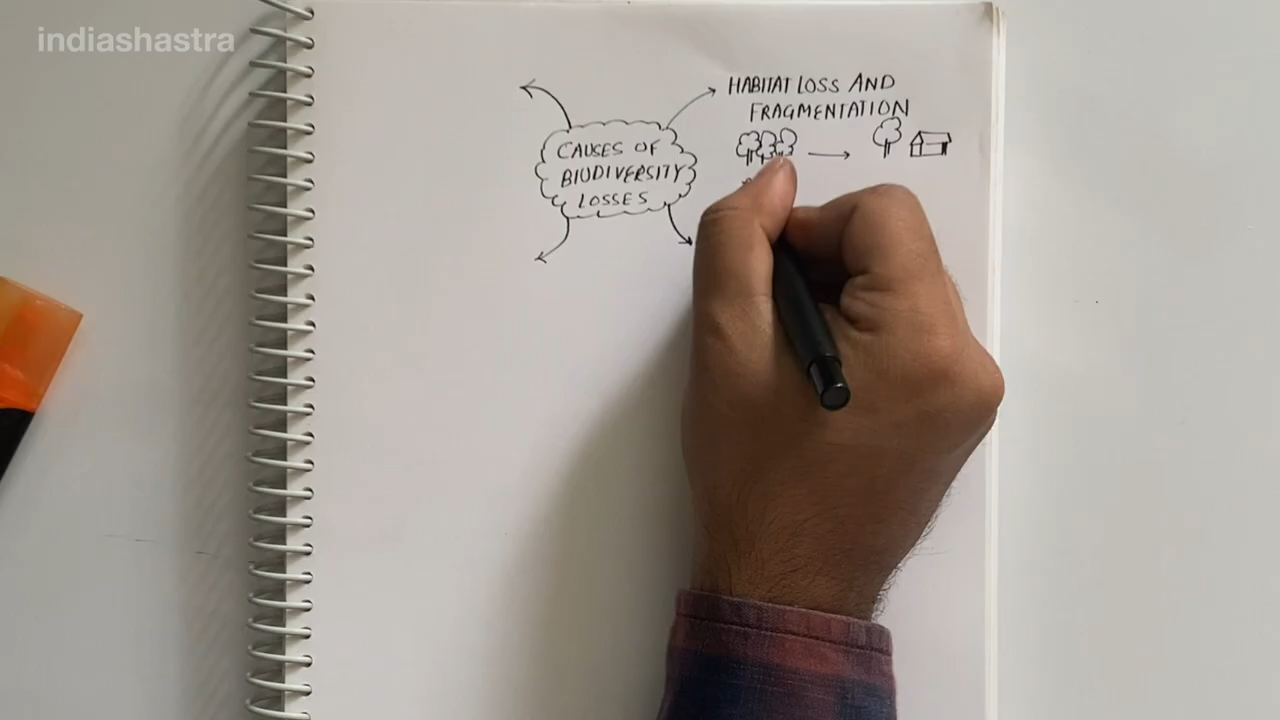 indiashastra
HABITAT LOSS AND
FRAGMENTATION
CAUSES OF
BIODIVERSITY
LOSSES